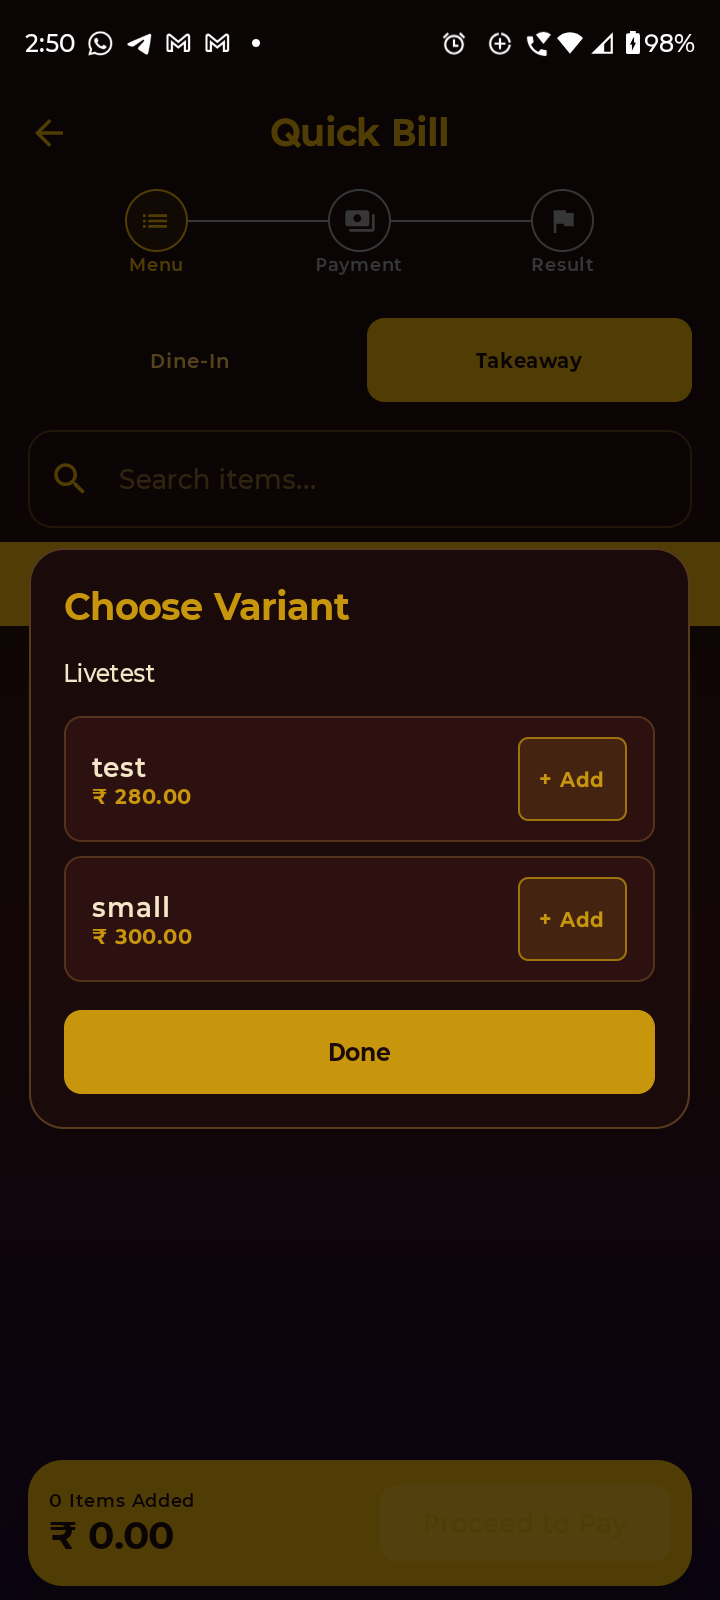 2:50 98%
Quick Bill
Menu Payment Result
Dine-In Takeaway
Search items...
Choose Variant
Livetest
test
₹ 280.00
+ Add
small
₹ 300.00
+ Add
Done
0 Items Added
₹ 0.00
Proceed to Pay